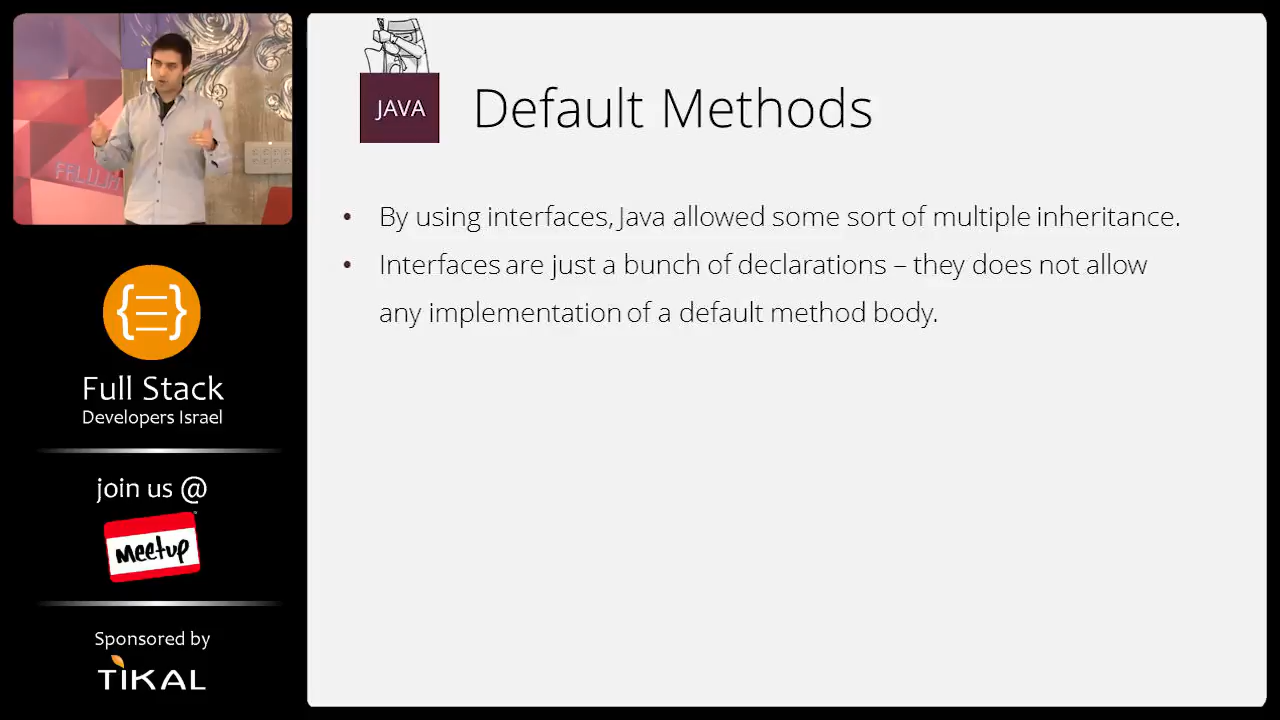 JAVA
Default Methods
• By using interfaces, Java allowed some sort of multiple inheritance.
• Interfaces are just a bunch of declarations – they does not allow
any implementation of a default method body.
{☰}
Full Stack
Developers Israel
join us @
meetup
Sponsored by
TIKAL